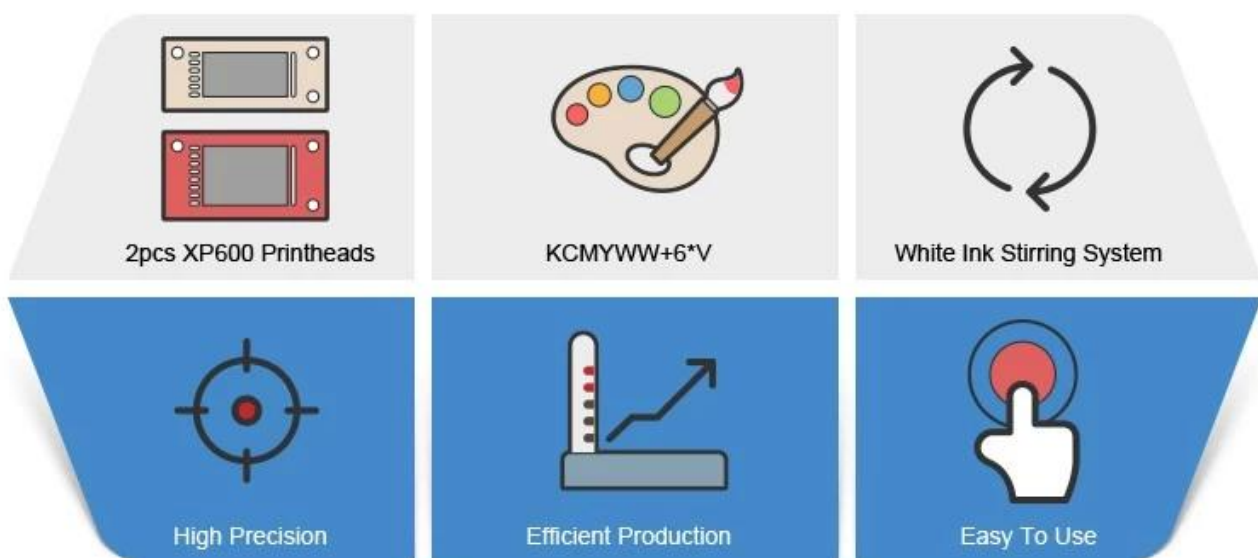 2pcs XP600 Printheads
KCMYWW+6*V
White Ink Stirring System
High Precision
Efficient Production
Easy To Use